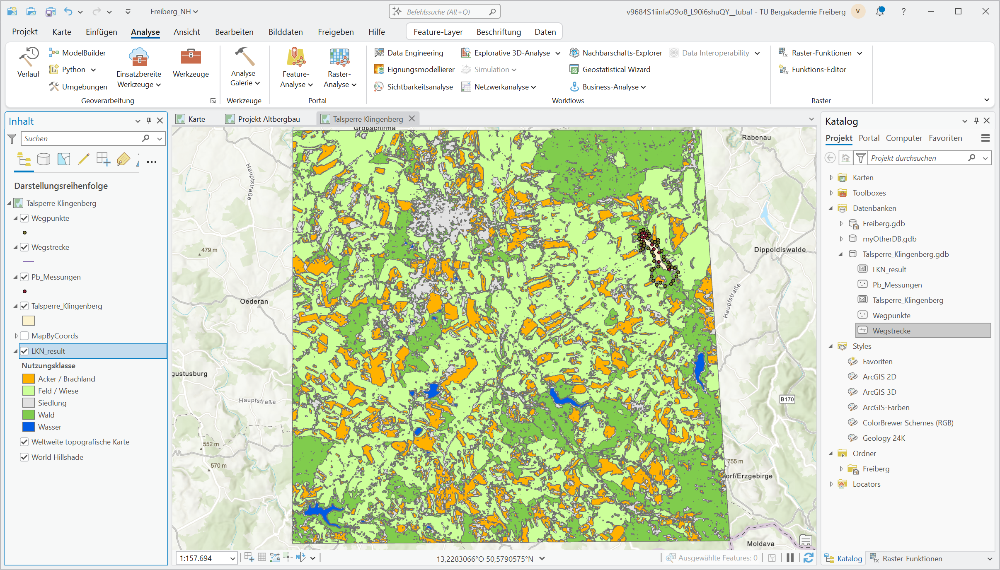 Freiberg_NH
Befehlssuche (Alt+Q)
v9684S1iinfaO9o8_L90i6shuQY__tubaf - TU Bergakademie Freiberg
V
?
Projekt
Karte
Einfügen
Analyse
Ansicht
Bearbeiten
Bilddaten
Freigeben
Hilfe
Feature-Layer
Beschriftung
Daten
Verlauf
ModelBuilder
Python
Umgebungen
Einsatzbereite
Werkzeuge
Werkzeuge
Geoverarbeitung
Analyse-
Galerie
Werkzeuge
Feature-
Analyse
Raster-
Analyse
Portal
Data Engineering
Eignungsmodellierer
Sichtbarkeitsanalyse
Explorative 3D-Analyse
Simulation
Netzwerkanalyse
Nachbarschafts-Explorer
Geostatistical Wizard
Business-Analyse
Data Interoperability
Workflows
Raster-Funktionen
Funktions-Editor
Raster
Inhalt
Suchen
Darstellungsreihenfolge
Talsperre Klingenberg
Wegpunkte
Wegstrecke
Pb_Messungen
Talsperre_Klingenberg
MapByCoords
LKN_result
Nutzungsklasse
Acker / Brachland
Feld / Wiese
Siedlung
Wald
Wasser
Weltweite topografische Karte
World Hillshade
Karte
Projekt Altbergbau
Talsperre Klingenberg
Großschirma
Rabenau
Hauptstraße
479 m
Dippoldiswalde
Oederan
Hauptstraße
gustusburg
Hauptstraße
B170
552 m
570 m
755 m
orf/Erzgebirge
Moldava
1:157.694
N
13,2283066°O 50,5790575°N
Ausgewählte Features: 0
Katalog
Projekt
Portal
Computer
Favoriten
Projekt durchsuchen
Karten
Toolboxes
Datenbanken
Freiberg.gdb
myOtherDB.gdb
Talsperre_Klingenberg.gdb
LKN_result
Pb_Messungen
Talsperre_Klingenberg
Wegpunkte
Wegstrecke
Styles
Favoriten
ArcGIS 2D
ArcGIS 3D
ArcGIS-Farben
ColorBrewer Schemes (RGB)
Geology 24K
Ordner
Freiberg
Locators
Katalog
Raster-Funktionen